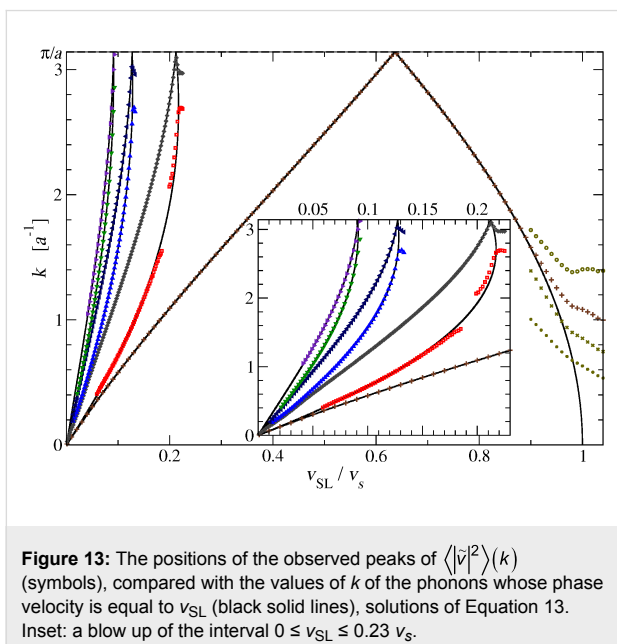 π/a
3
2
1
0
k [a⁻¹]
0.2
0.4
0.6
0.8
1
v_SL / v_s
0.05
0.1
0.15
0.2
3
2
1
0
Figure 13: The positions of the observed peaks of ⟨|ṽ|²⟩(k)
(symbols), compared with the values of k of the phonons whose phase
velocity is equal to v_SL (black solid lines), solutions of Equation 13.
Inset: a blow up of the interval 0 ≤ v_SL ≤ 0.23 v_s.